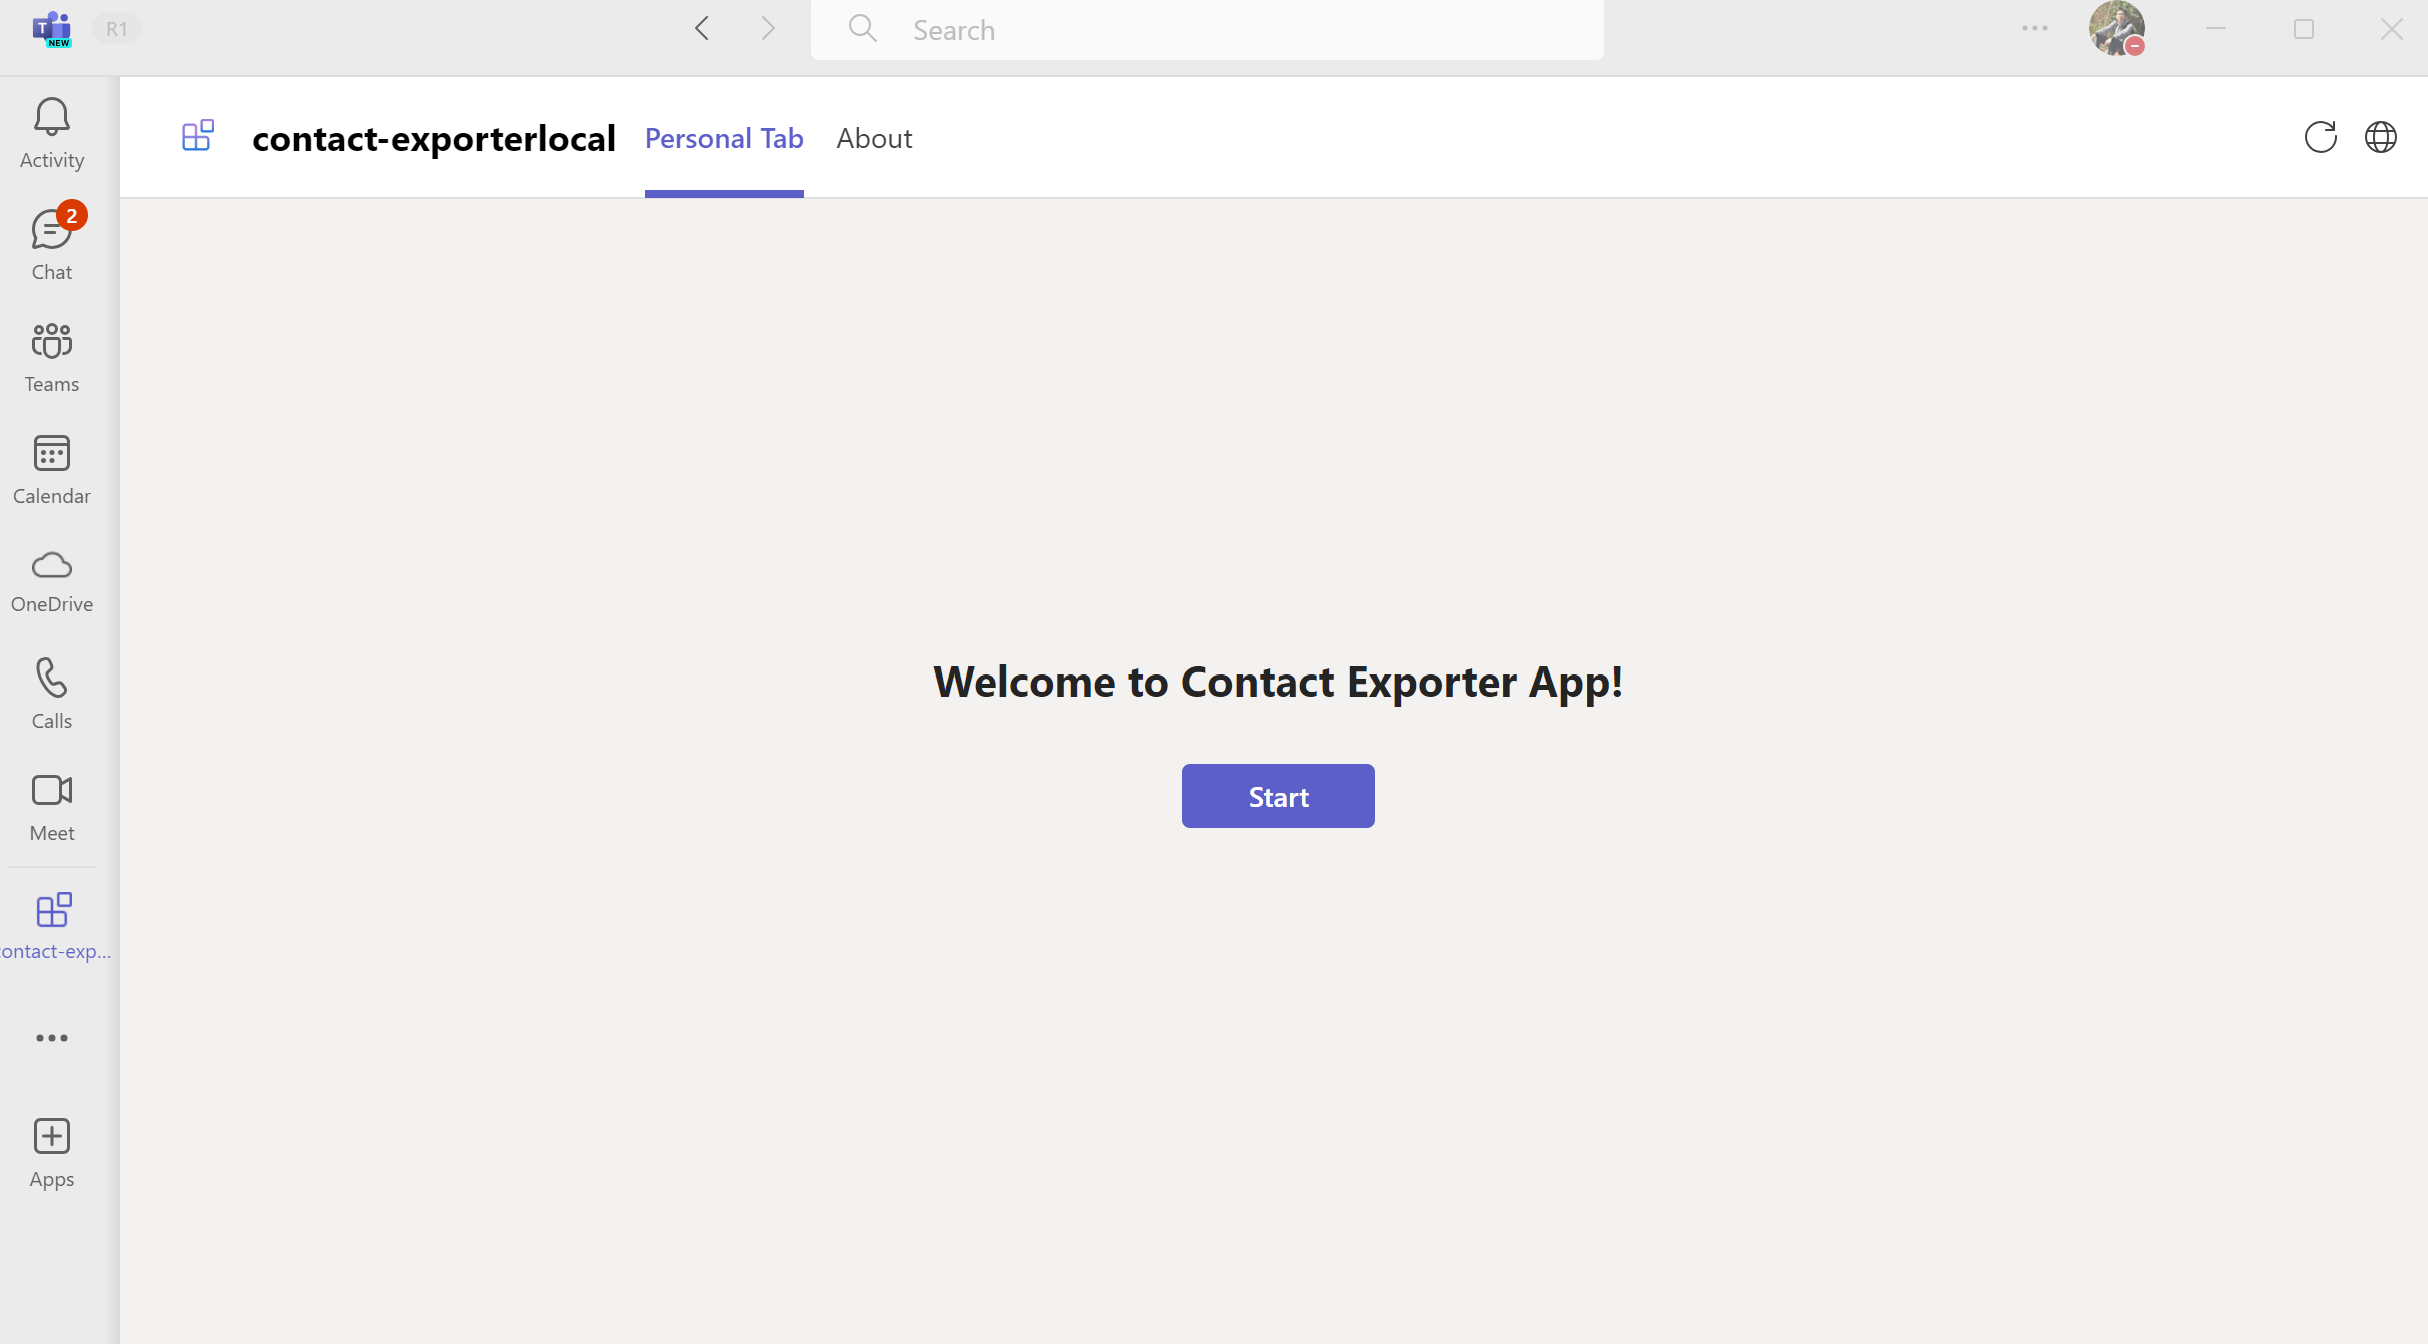 T
NEW
R1
Search
Activity
2
Chat
Teams
Calendar
OneDrive
Calls
Meet
contact-exp...
Apps
contact-exporterlocal
Personal Tab
About
Welcome to Contact Exporter App!
Start